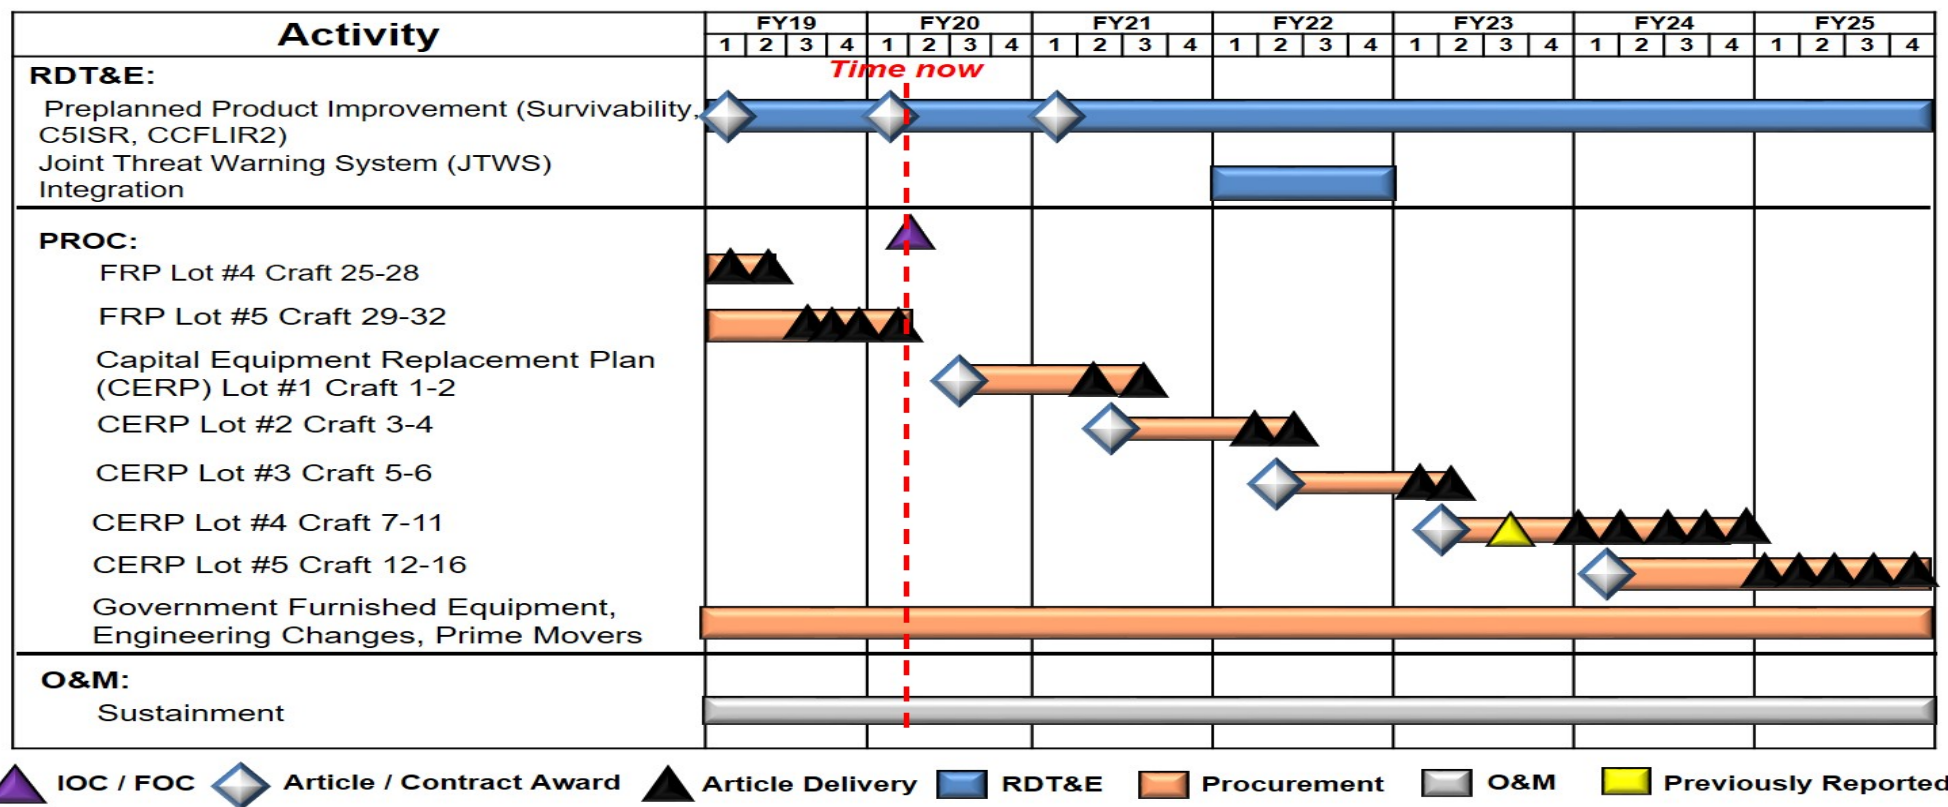 Activity
FY19 FY20 FY21 FY22 FY23 FY24 FY25
1 2 3 4 1 2 3 4 1 2 3 4 1 2 3 4 1 2 3 4 1 2 3 4 1 2 3 4
Time now
RDT&E:
Preplanned Product Improvement (Survivability,
C5ISR, CCFLIR2)
Joint Threat Warning System (JTWS)
Integration
PROC:
FRP Lot #4 Craft 25-28
FRP Lot #5 Craft 29-32
Capital Equipment Replacement Plan
(CERP) Lot #1 Craft 1-2
CERP Lot #2 Craft 3-4
CERP Lot #3 Craft 5-6
CERP Lot #4 Craft 7-11
CERP Lot #5 Craft 12-16
Government Furnished Equipment,
Engineering Changes, Prime Movers
O&M:
Sustainment
IOC / FOC Article / Contract Award Article Delivery RDT&E Procurement O&M Previously Reported